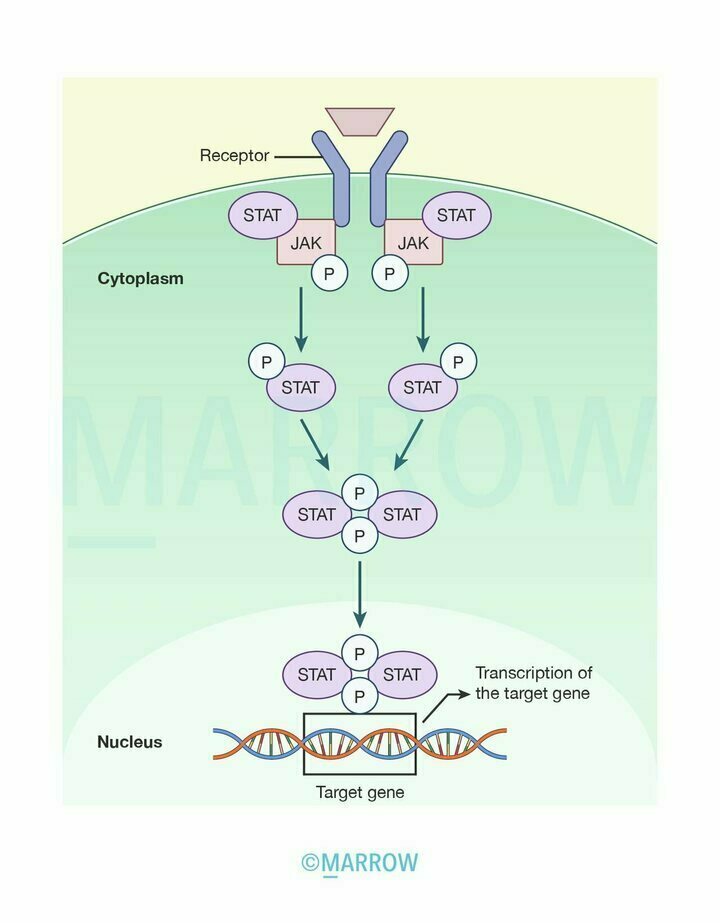 Receptor
STAT
STAT
JAK
JAK
P
P
Cytoplasm
P
P
STAT
STAT
MARROW
P
STAT
STAT
P
P
STAT
STAT
P
Transcription of
the target gene
Nucleus
Target gene
©MARROW